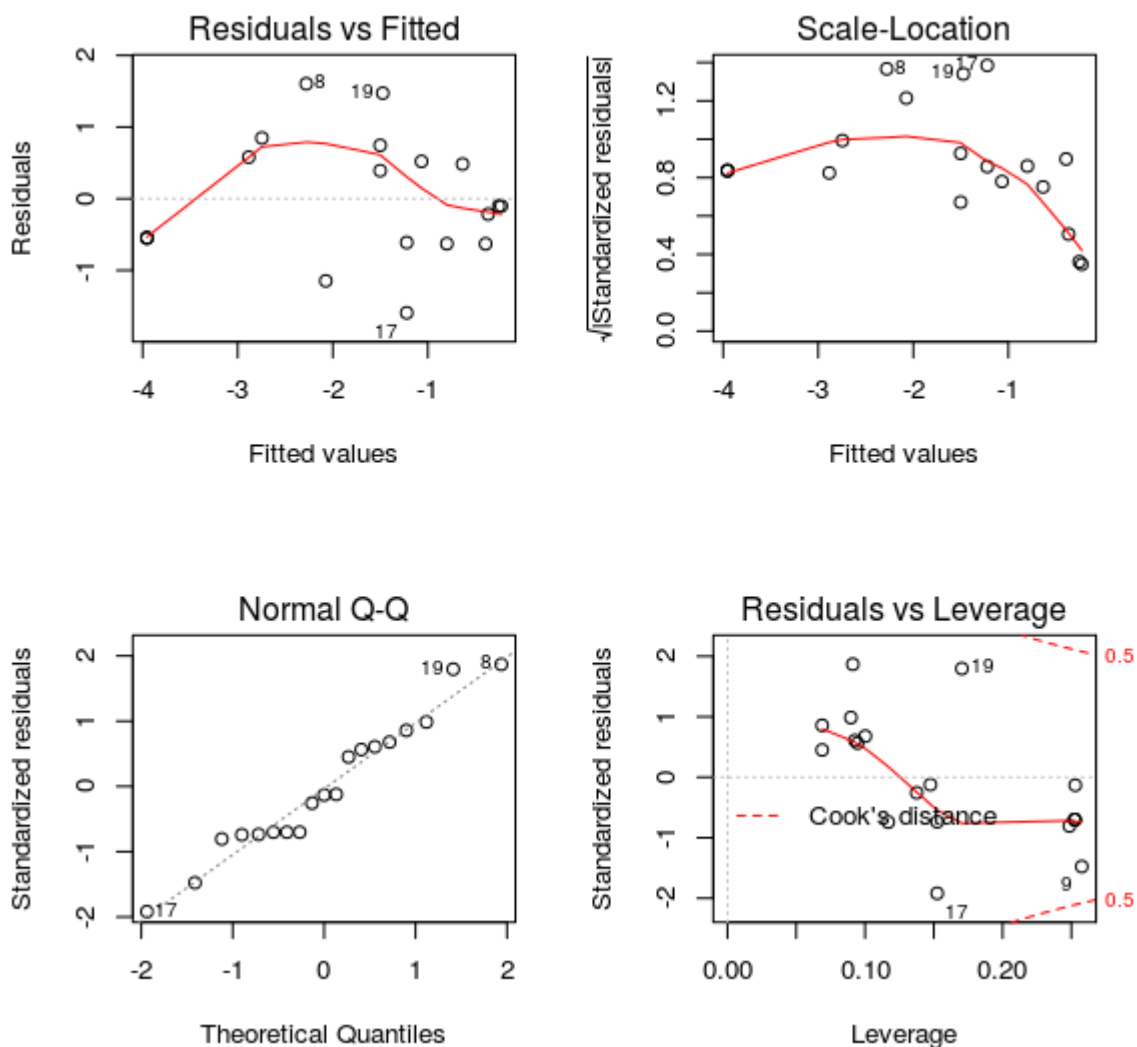 Residuals vs Fitted
Residuals
2
1
0
-1
8
19
17
-4 -3 -2 -1
Fitted values
Scale-Location
√|Standardized residuals|
1.2
0.8
0.4
0.0
8
19
17
-4 -3 -2 -1
Fitted values
Normal Q-Q
Standardized residuals
2
1
0
-1
-2
19
8
17
-2 -1 0 1 2
Theoretical Quantiles
Residuals vs Leverage
Standardized residuals
2
1
0
-1
-2
0.5
19
Cook's distance
9
17
0.5
0.00 0.10 0.20
Leverage